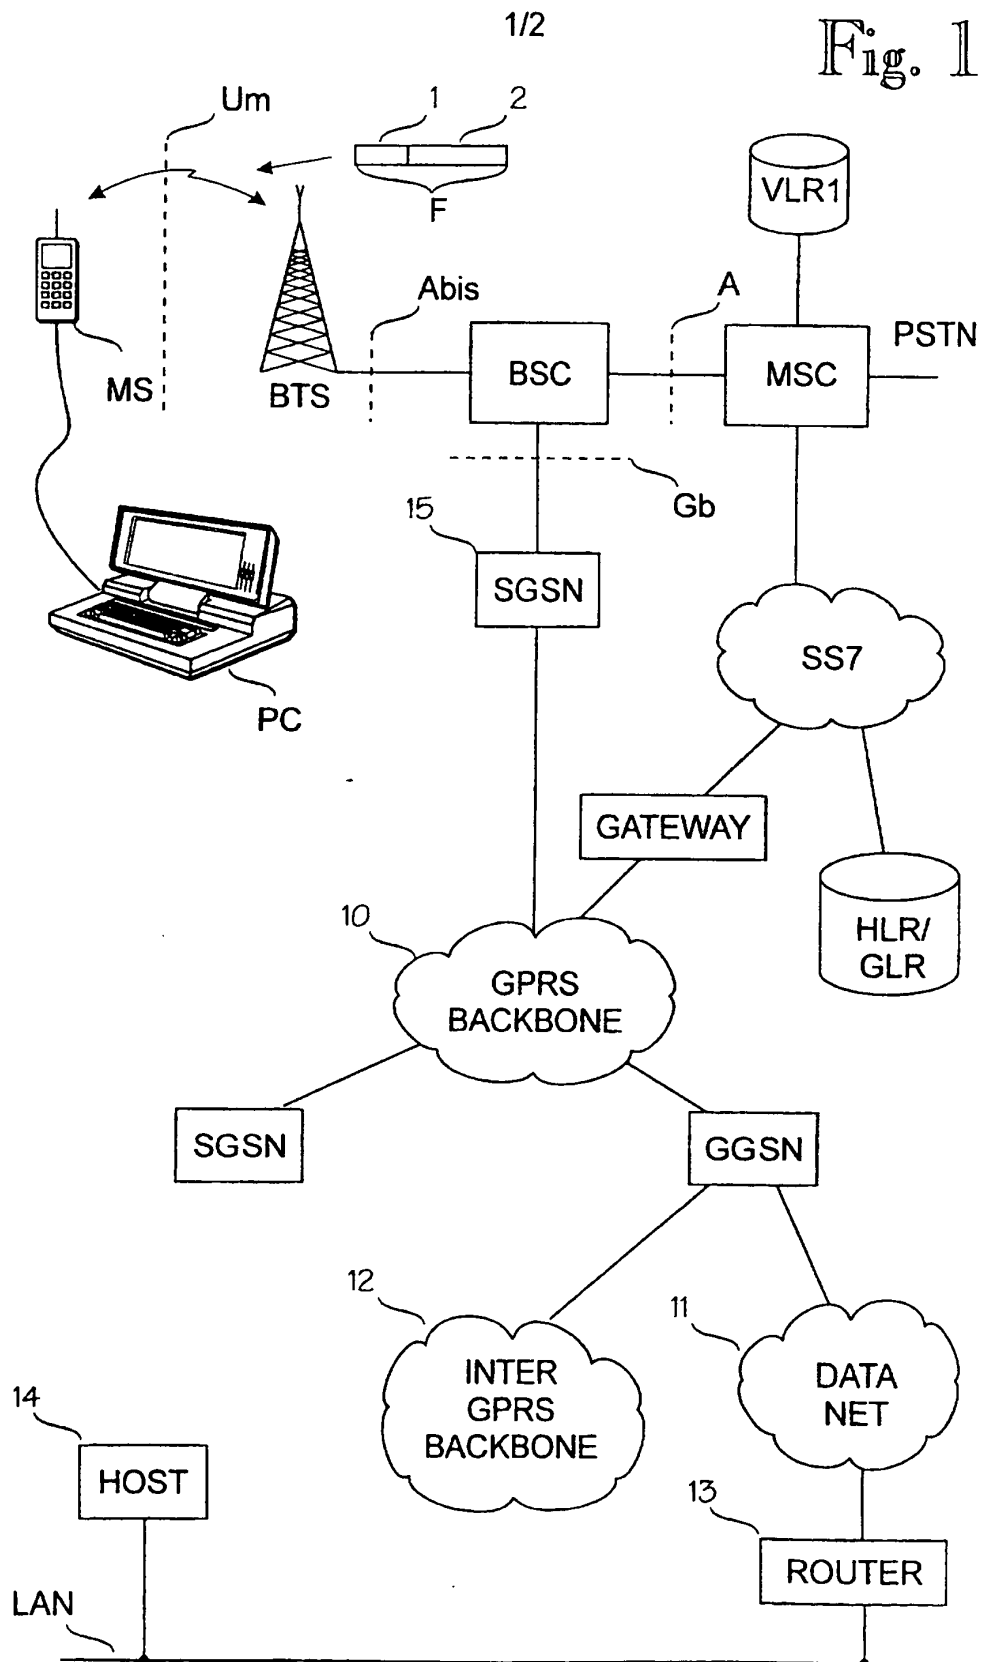 1/2
Fig. 1
Um
1
2
F
VLR1
Abis
A
PSTN
BSC
MSC
MS
BTS
Gb
15
SGSN
SS7
PC
GATEWAY
10
HLR/
GLR
GPRS
BACKBONE
SGSN
GGSN
12
11
INTER
GPRS
BACKBONE
DATA
NET
14
HOST
13
ROUTER
LAN